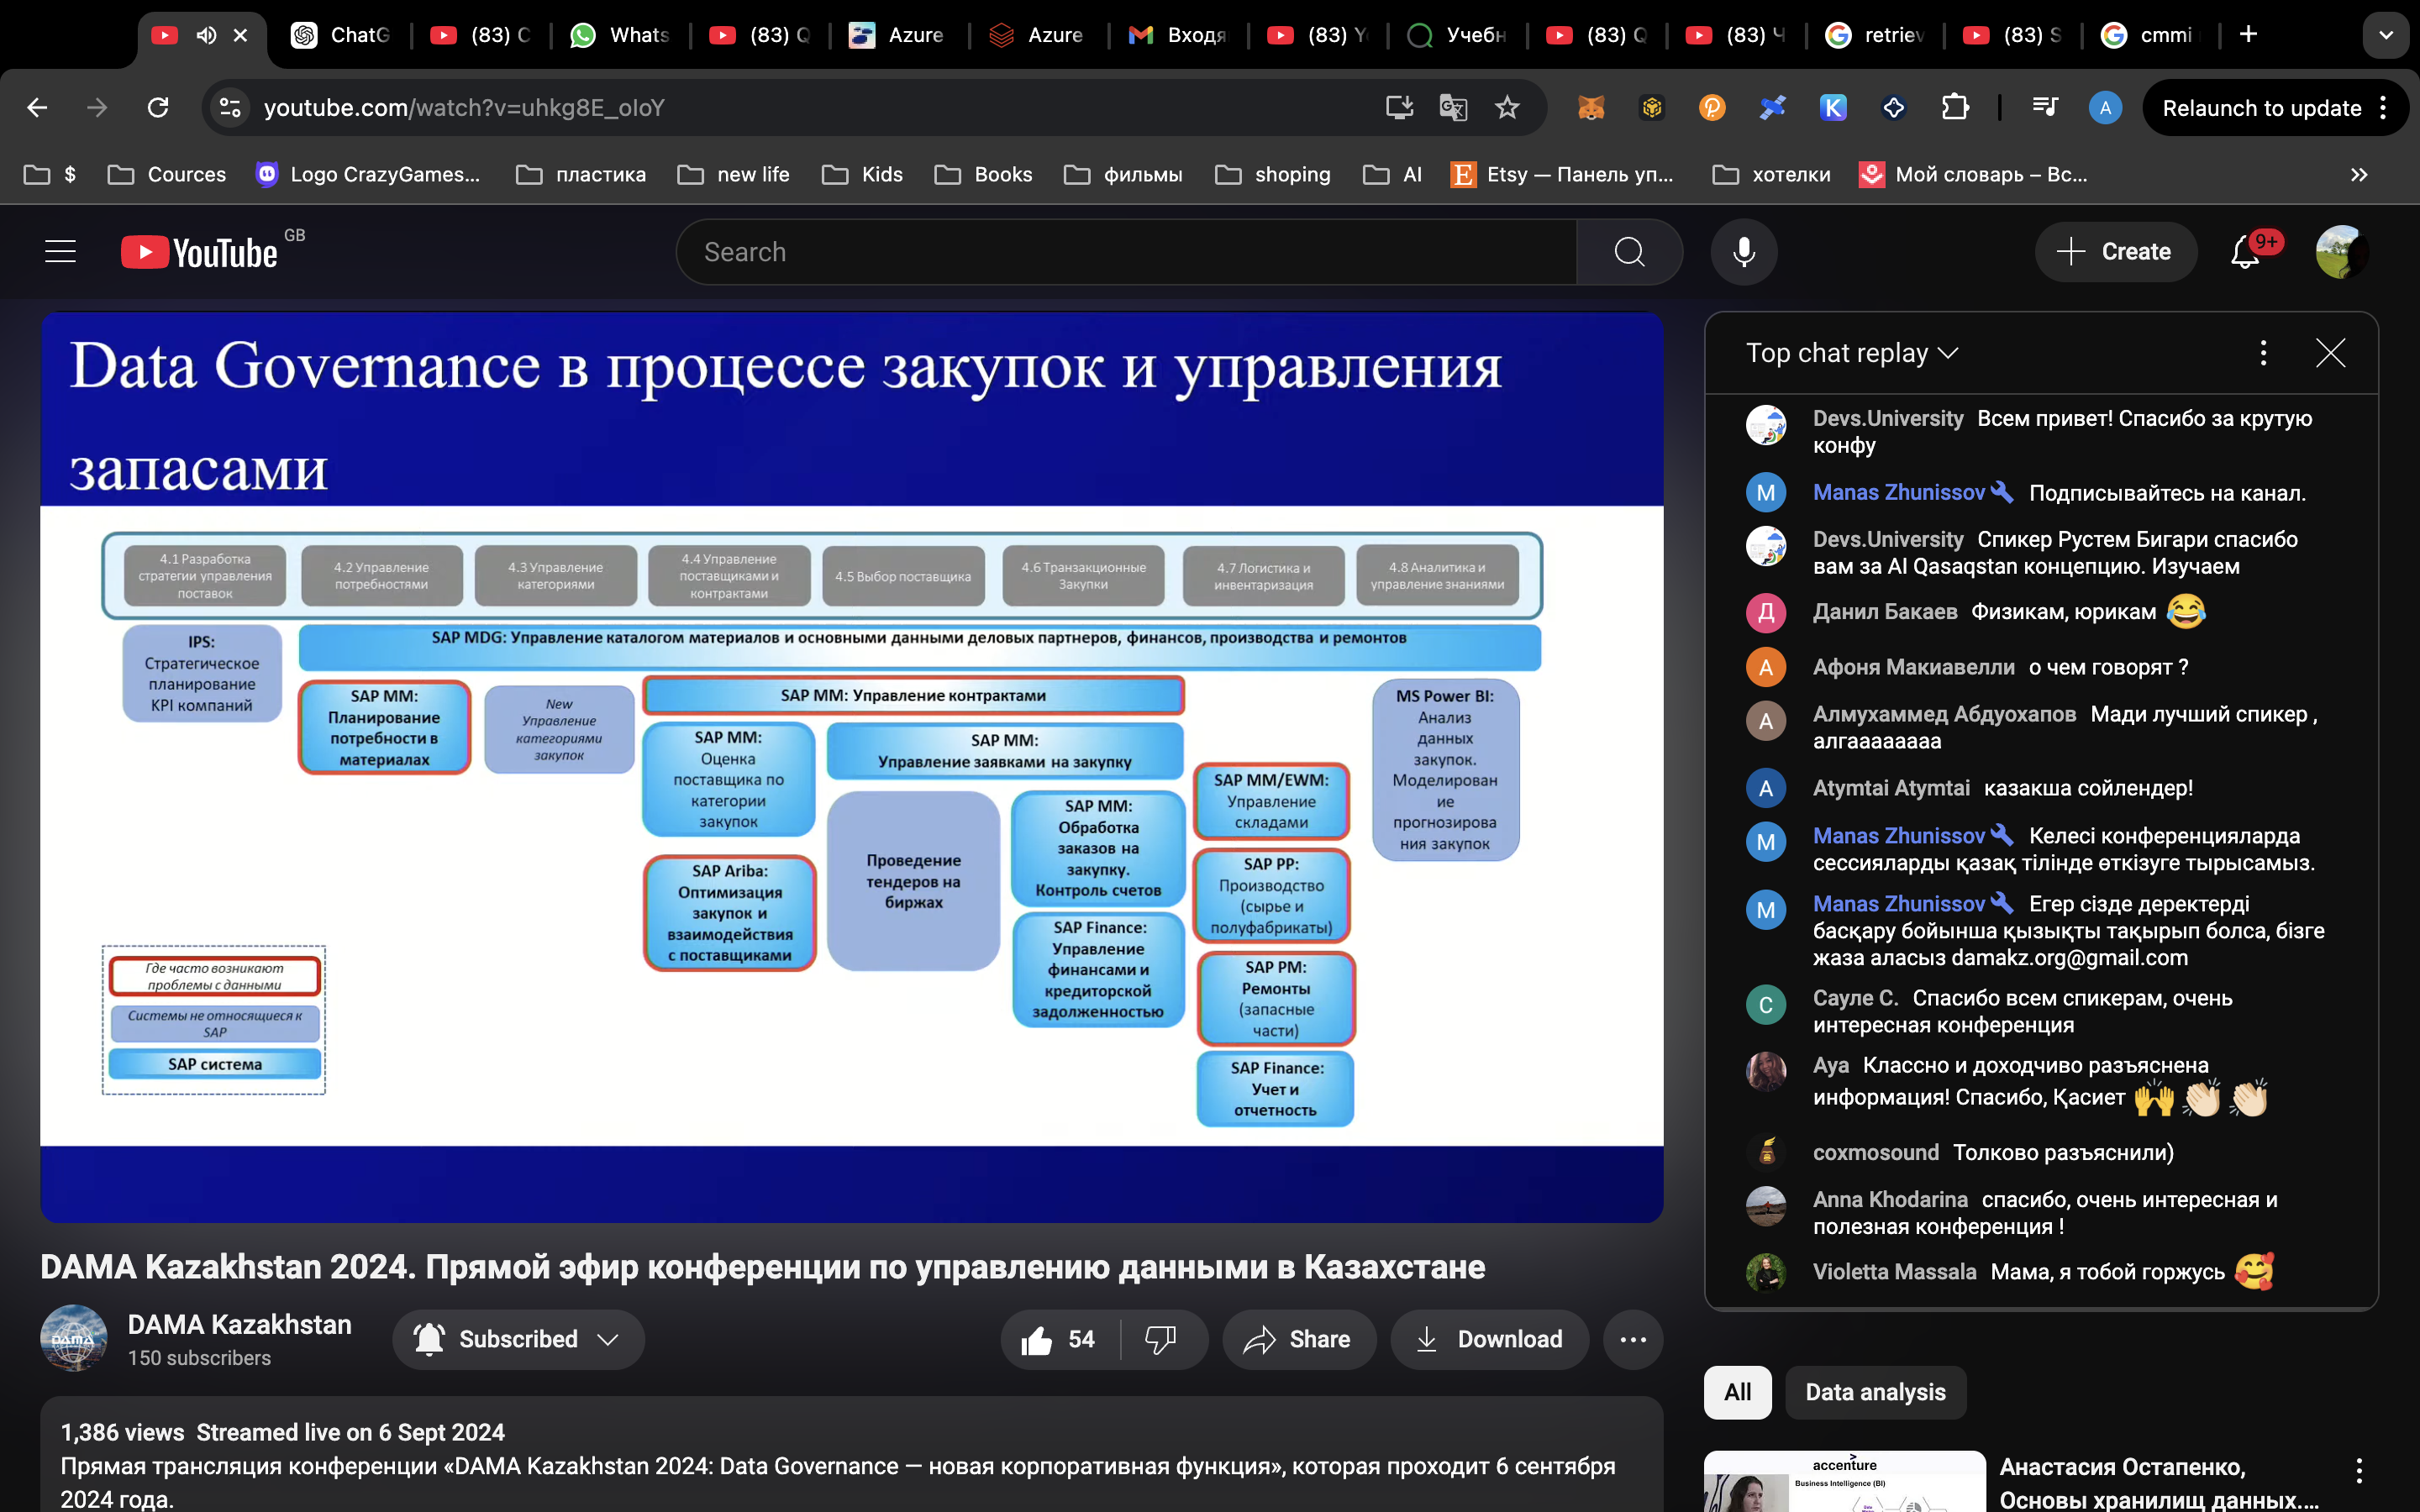 ChatG
(83) C
Whats
(83) Q
Azure
Azure
Входя
(83) Y
Учебн
(83) Q
(83) Ч
retriev
(83) S
cmmi
youtube.com/watch?v=uhkg8E_oIoY
A
Relaunch to update
$
Cources
Logo CrazyGames...
пластика
new life
Kids
Books
фильмы
shoping
AI
Etsy — Панель уп...
хотелки
Мой словарь – Вс...
YouTube GB
Search
Create
9+
Data Governance в процессе закупок и управления
запасами
4.1 Разработка
стратегии управления
поставок
4.2 Управление
потребностями
4.3 Управление
категориями
4.4 Управление
поставщиками и
контрактами
4.5 Выбор поставщика
4.6 Транзакционные
Закупки
4.7 Логистика и
инвентаризация
4.8 Аналитика и
управление знаниями
IPS:
Стратегическое
планирование
KPI компаний
SAP MDG: Управление каталогом материалов и основными данными деловых партнеров, финансов, производства и ремонтов
SAP MM:
Планирование
потребности в
материалах
New
Управление
категориями
закупок
SAP MM: Управление контрактами
SAP MM:
Оценка
поставщика по
категории
закупок
SAP MM:
Управление заявками на закупку
SAP Ariba:
Оптимизация
закупок и
взаимодействия
с поставщиками
Проведение
тендеров на
биржах
SAP MM:
Обработка
заказов на
закупку.
Контроль счетов
SAP Finance:
Управление
финансами и
кредиторской
задолженностью
SAP MM/EWM:
Управление
складами
SAP PP:
Производство
(сырье и
полуфабрикаты)
SAP PM:
Ремонты
(запасные
части)
SAP Finance:
Учет и
отчетность
MS Power BI:
Анализ
данных
закупок.
Моделирован
ие
прогнозирова
ния закупок
Где часто возникают
проблемы с данными
Системы не относящиеся к
SAP
SAP система
DAMA Kazakhstan 2024. Прямой эфир конференции по управлению данными в Казахстане
DAMA
DAMA Kazakhstan
150 subscribers
Subscribed
54
Share
Download
1,386 views Streamed live on 6 Sept 2024
Прямая трансляция конференции «DAMA Kazakhstan 2024: Data Governance — новая корпоративная функция», которая проходит 6 сентября
2024 года.
Top chat replay
Devs.University Всем привет! Спасибо за крутую
конфу
M Manas Zhunissov Подписывайтесь на канал.
Devs.University Спикер Рустем Бигари спасибо
вам за AI Qasaqstan концепцию. Изучаем
Д Данил Бакаев Физикам, юрикам 😂
А Афоня Макиавелли о чем говорят ?
А Алмухаммед Абдуохапов Мади лучший спикер ,
алгаааааааа
A Atymtai Atymtai казакша сойлендер!
M Manas Zhunissov Келесі конференцияларда
сессияларды қазақ тілінде өткізуге тырысамыз.
M Manas Zhunissov Егер сізде деректерді
басқару бойынша қызықты тақырып болса, бізге
жаза аласыз damakz.org@gmail.com
С Сауле С. Спасибо всем спикерам, очень
интересная конференция
Aya Классно и доходчиво разъяснена
информация! Спасибо, Қасиет 🙌👏🏻👏🏻
coxmosound Толково разъяснили)
Anna Khodarina спасибо, очень интересная и
полезная конференция !
Violetta Massala Мама, я тобой горжусь 🥰
All
Data analysis
accenture
Business Intelligence (BI)
Анастасия Остапенко,
Основы хранилищ данных....